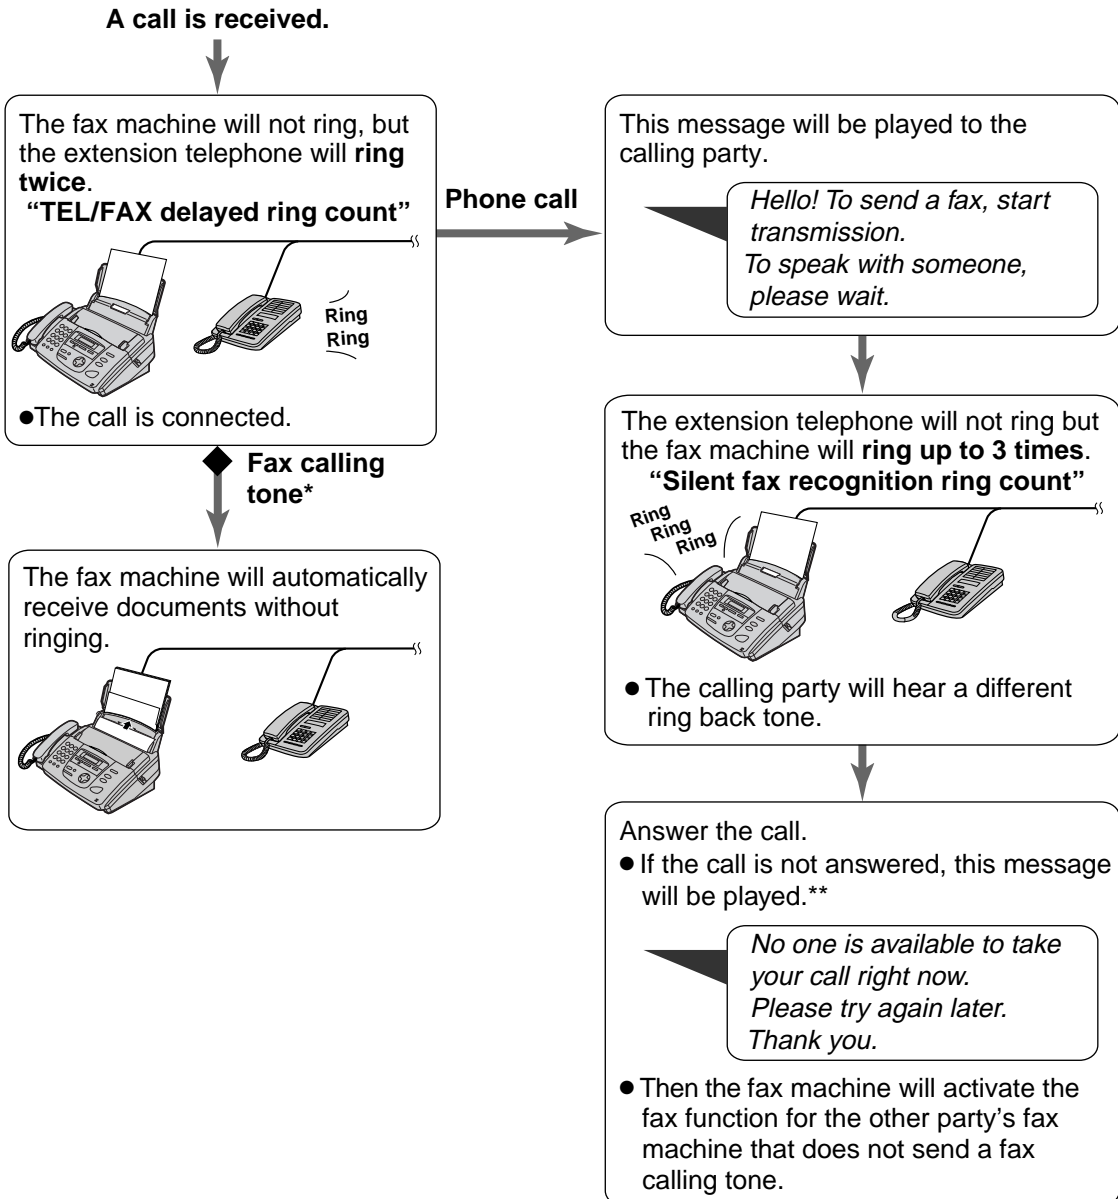 A call is received.
The fax machine will not ring, but
the extension telephone will ring
twice.
“TEL/FAX delayed ring count”
Ring
Ring
●The call is connected.
Fax calling
tone*
The fax machine will automatically
receive documents without
ringing.
Phone call
This message will be played to the
calling party.
Hello! To send a fax, start
transmission.
To speak with someone,
please wait.
The extension telephone will not ring but
the fax machine will ring up to 3 times.
“Silent fax recognition ring count”
Ring
Ring
Ring
● The calling party will hear a different
ring back tone.
Answer the call.
● If the call is not answered, this message
will be played.**
No one is available to take
your call right now.
Please try again later.
Thank you.
● Then the fax machine will activate the
fax function for the other party’s fax
machine that does not send a fax
calling tone.